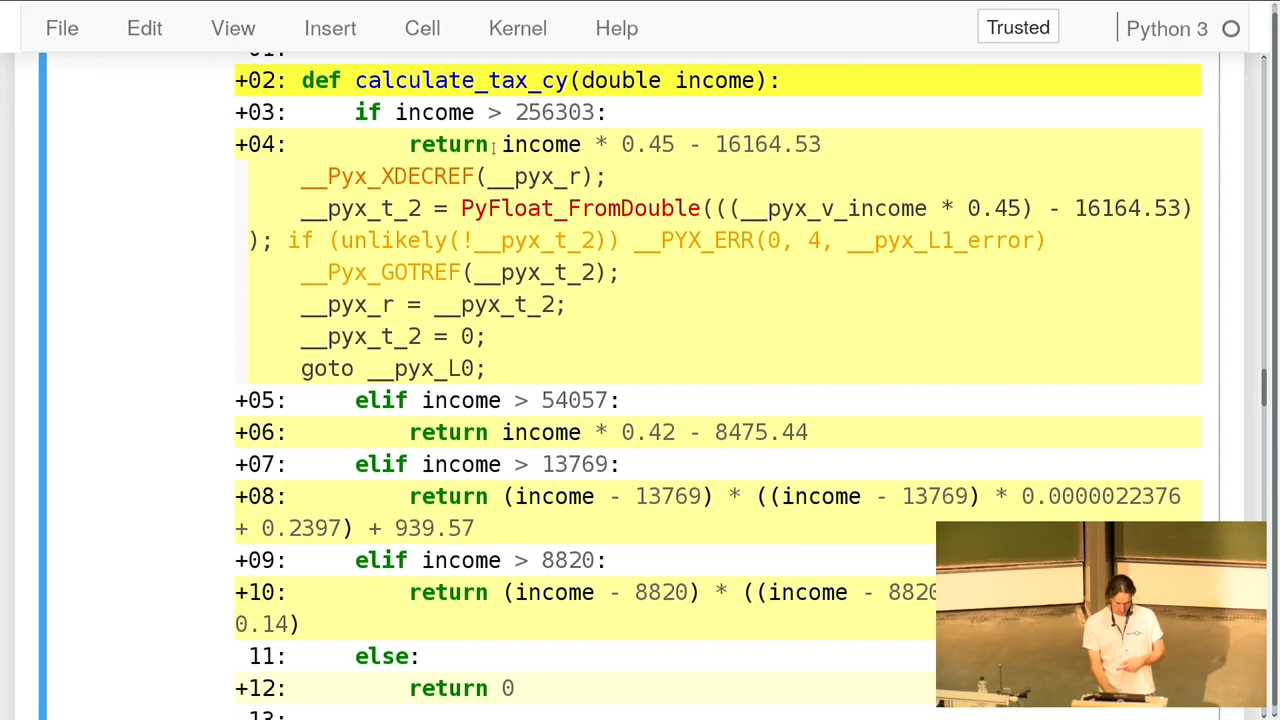 File Edit View Insert Cell Kernel Help Trusted Python 3
+02: def calculate_tax_cy(double income):
+03:     if income > 256303:
+04:         return income * 0.45 - 16164.53
__Pyx_XDECREF(__pyx_r);
__pyx_t_2 = PyFloat_FromDouble(((__pyx_v_income * 0.45) - 16164.53)
); if (unlikely(!__pyx_t_2)) __PYX_ERR(0, 4, __pyx_L1_error)
__Pyx_GOTREF(__pyx_t_2);
__pyx_r = __pyx_t_2;
__pyx_t_2 = 0;
goto __pyx_L0;
+05:     elif income > 54057:
+06:         return income * 0.42 - 8475.44
+07:     elif income > 13769:
+08:         return (income - 13769) * ((income - 13769) * 0.0000022376
+ 0.2397) + 939.57
+09:     elif income > 8820:
+10:         return (income - 8820) * ((income - 8820
0.14)
11:     else:
+12:         return 0